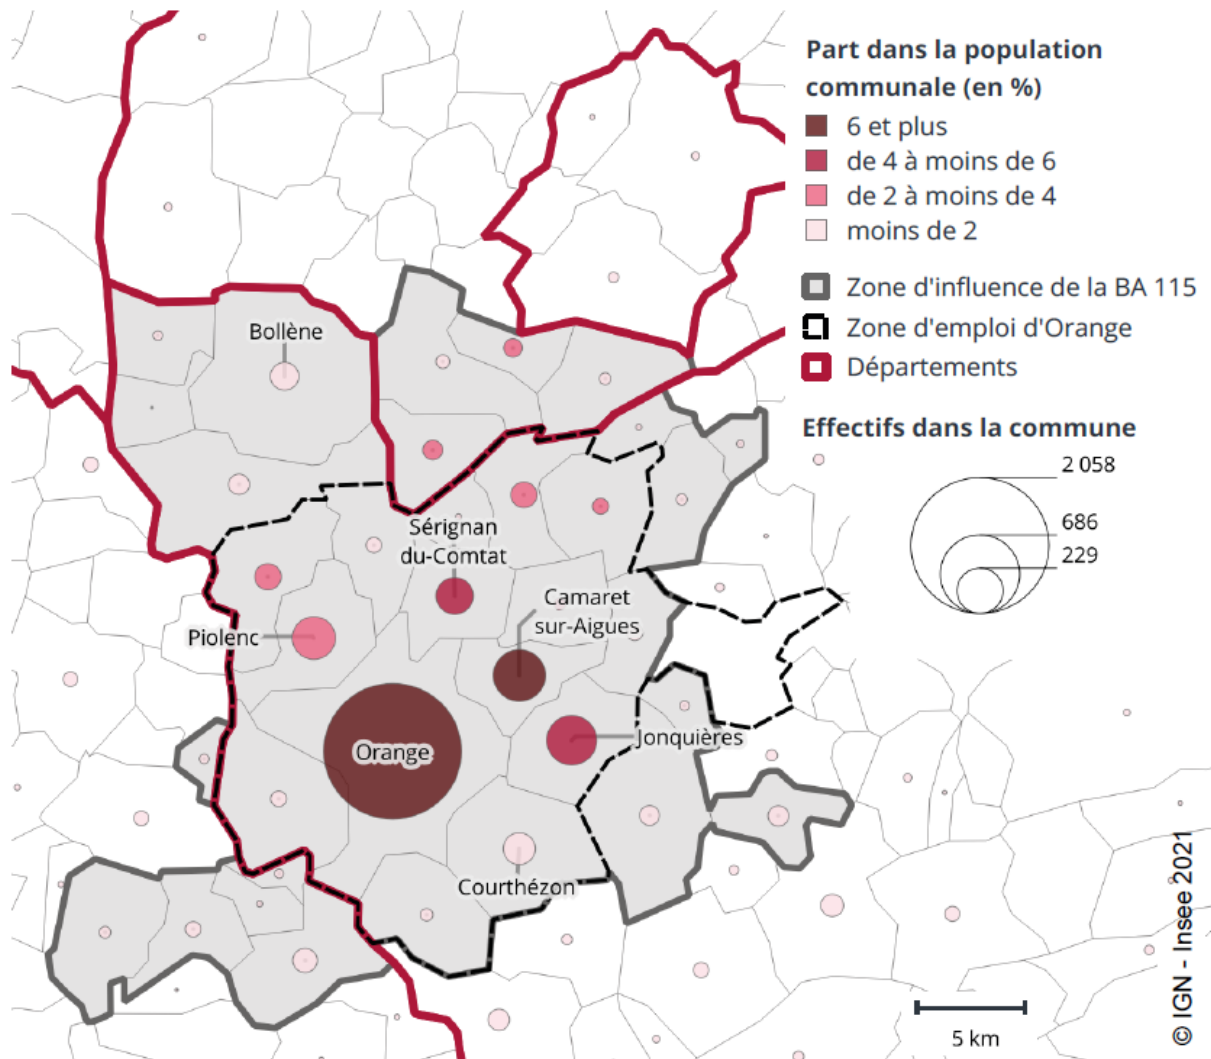 Part dans la population
communale (en %)
6 et plus
de 4 à moins de 6
de 2 à moins de 4
moins de 2
Zone d'influence de la BA 115
Zone d'emploi d'Orange
Départements
Effectifs dans la commune
2 058
686
229
Bollène
Sérignan
du-Comtat
Camaret
sur-Aigues
Piolenc
Orange
Jonquières
Courthézon
5 km
© IGN - Insee 2021